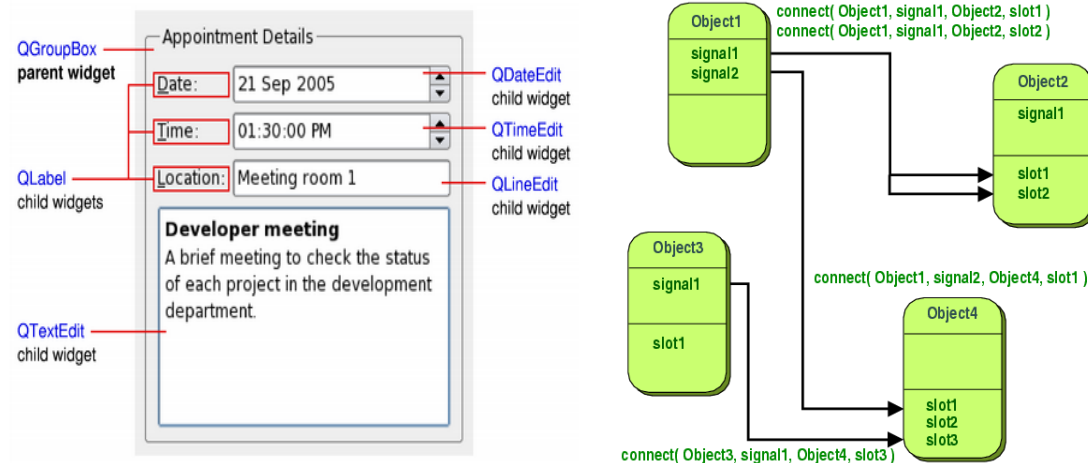 QGroupBox
parent widget
QLabel
child widgets
QTextEdit
child widget
Appointment Details
Date:
21 Sep 2005
Time:
01:30:00 PM
Location:
Meeting room 1
Developer meeting
A brief meeting to check the status
of each project in the development
department.
QDateEdit
child widget
QTimeEdit
child widget
QLineEdit
child widget
connect( Object1, signal1, Object2, slot1 )
connect( Object1, signal1, Object2, slot2 )
Object1
signal1
signal2
Object2
signal1
slot1
slot2
Object3
signal1
slot1
connect( Object1, signal2, Object4, slot1 )
Object4
slot1
slot2
slot3
connect( Object3, signal1, Object4, slot3 )